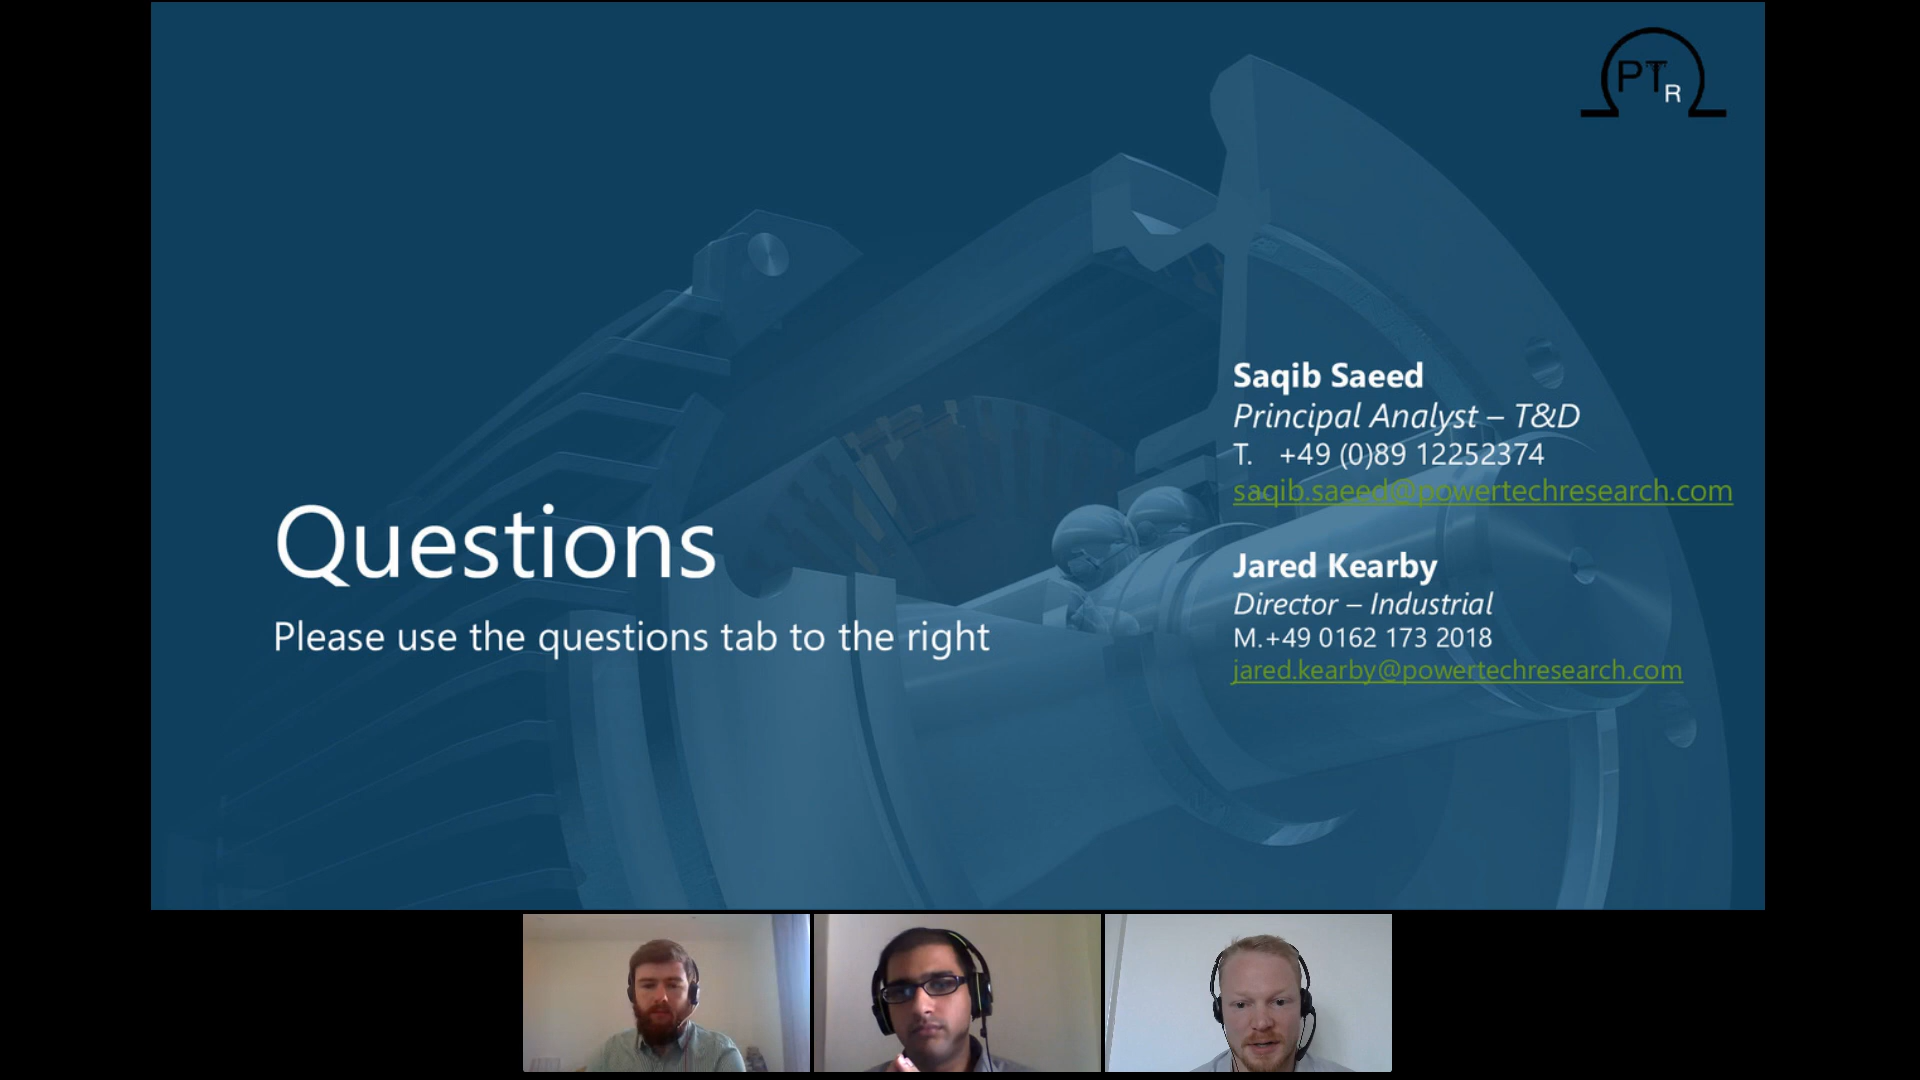 PTR
Questions
Please use the questions tab to the right
Saqib Saeed
Principal Analyst – T&D
T. +49 (0)89 12252374
saqib.saeed@powertechresearch.com
Jared Kearby
Director – Industrial
M.+49 0162 173 2018
jared.kearby@powertechresearch.com